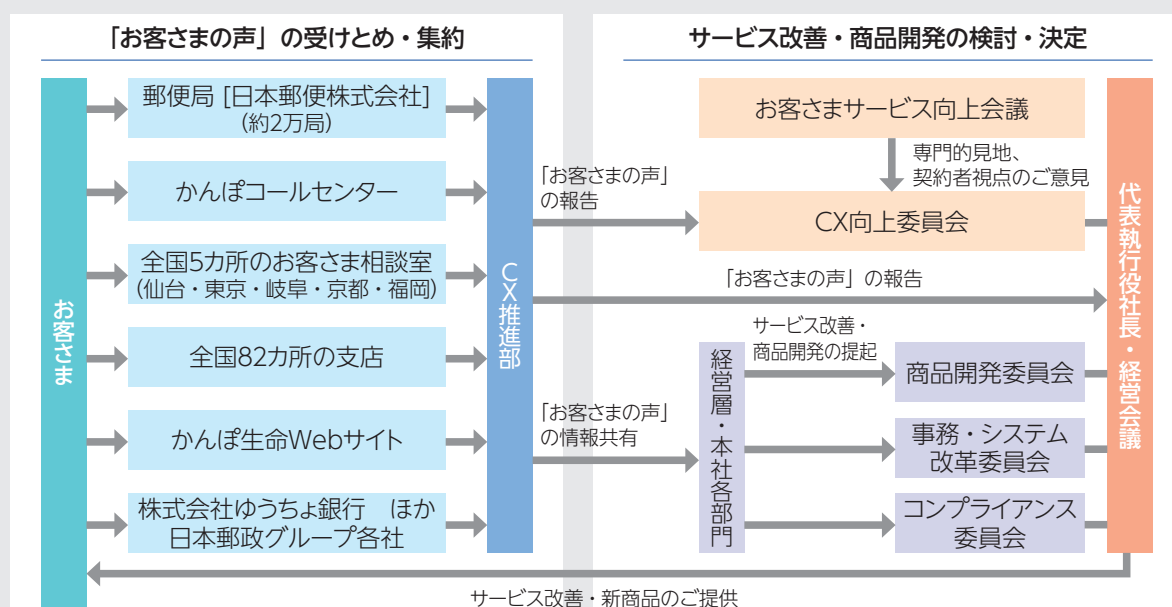 「お客さまの声」の受けとめ・集約
お客さま
郵便局 [日本郵便株式会社]
(約2万局)
かんぽコールセンター
全国5カ所のお客さま相談室
(仙台・東京・岐阜・京都・福岡)
全国82カ所の支店
かんぽ生命Webサイト
株式会社ゆうちょ銀行　ほか
日本郵政グループ各社
CX推進部
「お客さまの声」
の報告
「お客さまの声」
の情報共有
サービス改善・商品開発の検討・決定
お客さまサービス向上会議
専門的見地、
契約者視点のご意見
CX向上委員会
「お客さまの声」の報告
経営層・本社各部門
サービス改善・
商品開発の提起
商品開発委員会
事務・システム
改革委員会
コンプライアンス
委員会
代表執行役社長・経営会議
サービス改善・新商品のご提供